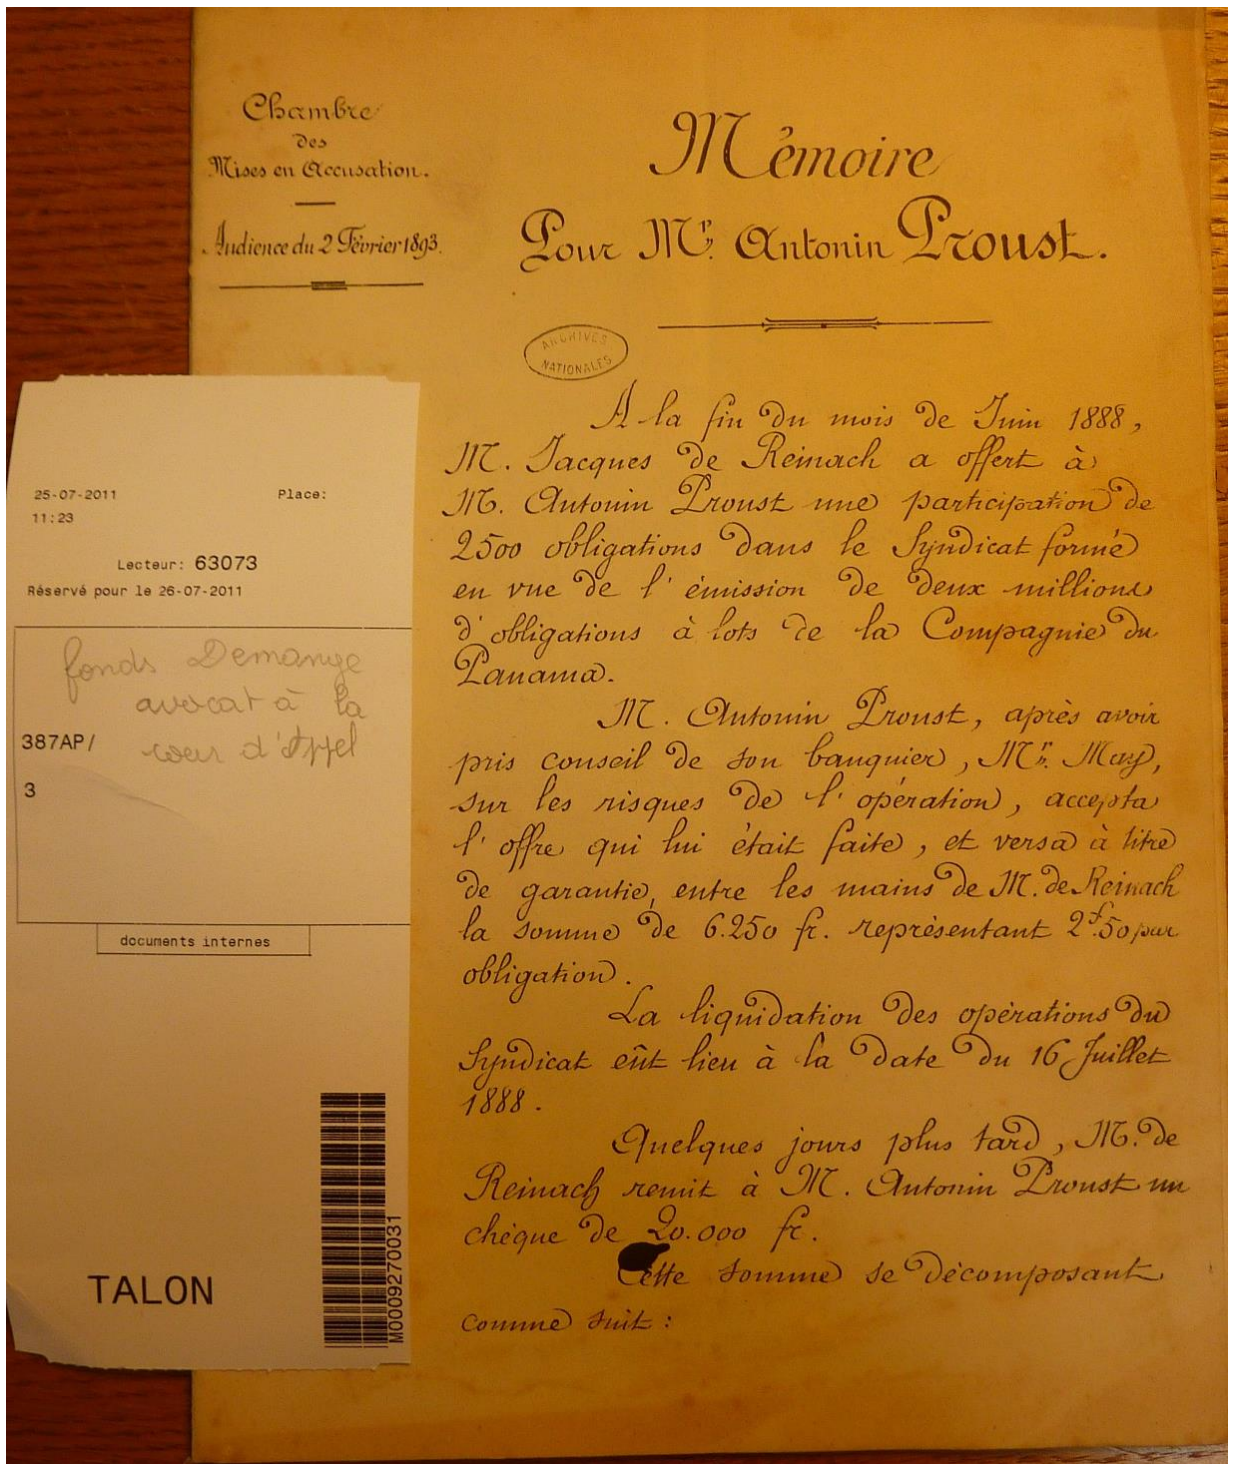 Chambre
des
Mises en Accusation.
Audience du 2 Février 1893.
Mémoire
Pour Mr. Antonin Proust.
ARCHIVES
NATIONALES
A la fin du mois de Juin 1888,
M. Jacques de Reinach a offert à
M. Antonin Proust une participation de
2500 obligations dans le Syndicat formé
en vue de l'émission de deux millions
d'obligations à lots de la Compagnie du
Panama.
M. Antonin Proust, après avoir
pris conseil de son banquier, Mr. May,
sur les risques de l'opération, accepta
l'offre qui lui était faite, et versa à titre
de garantie, entre les mains de M. de Reinach
la somme de 6.250 fr. représentant 2f.50 par
obligation.
La liquidation des opérations du
Syndicat eût lieu à la date du 16 Juillet
1888.
Quelques jours plus tard, M. de
Reinach remit à M. Antonin Proust un
chèque de 20.000 fr.
Cette somme se décomposant
comme suit :
25-07-2011 Place:
11:23
Lecteur: 63073
Réservé pour le 26-07-2011
fonds Demange
avocat à la
cour d'Appel
387AP/
3
documents internes
TALON
M0009270031